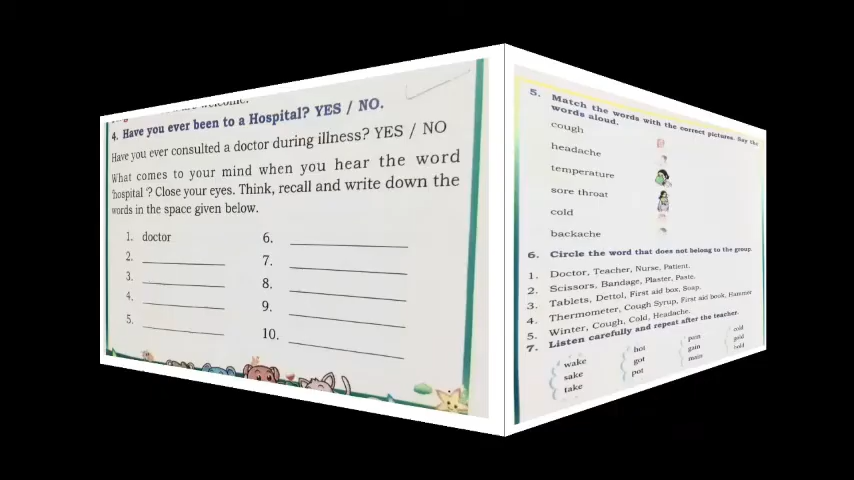 welcome.
4. Have you ever been to a Hospital? YES / NO.
Have you ever consulted a doctor during illness? YES / NO
What comes to your mind when you hear the word
'hospital '? Close your eyes. Think, recall and write down the
words in the space given below.
1. doctor
2.
3.
4.
5.
6.
7.
8.
9.
10.
5. Match the words with the correct pictures. Say the
words aloud.
cough
headache
temperature
sore throat
cold
backache
6. Circle the word that does not belong to the group.
1. Doctor, Teacher, Nurse, Patient.
2. Scissors, Bandage, Plaster, Paste.
3. Tablets, Dettol, First aid box, Soap.
4. Thermometer, Cough Syrup, First aid book, Hammer
5. Winter, Cough, Cold, Headache.
7. Listen carefully and repeat after the teacher.
wake hot pain cold
sake got gain gold
take pot main hold